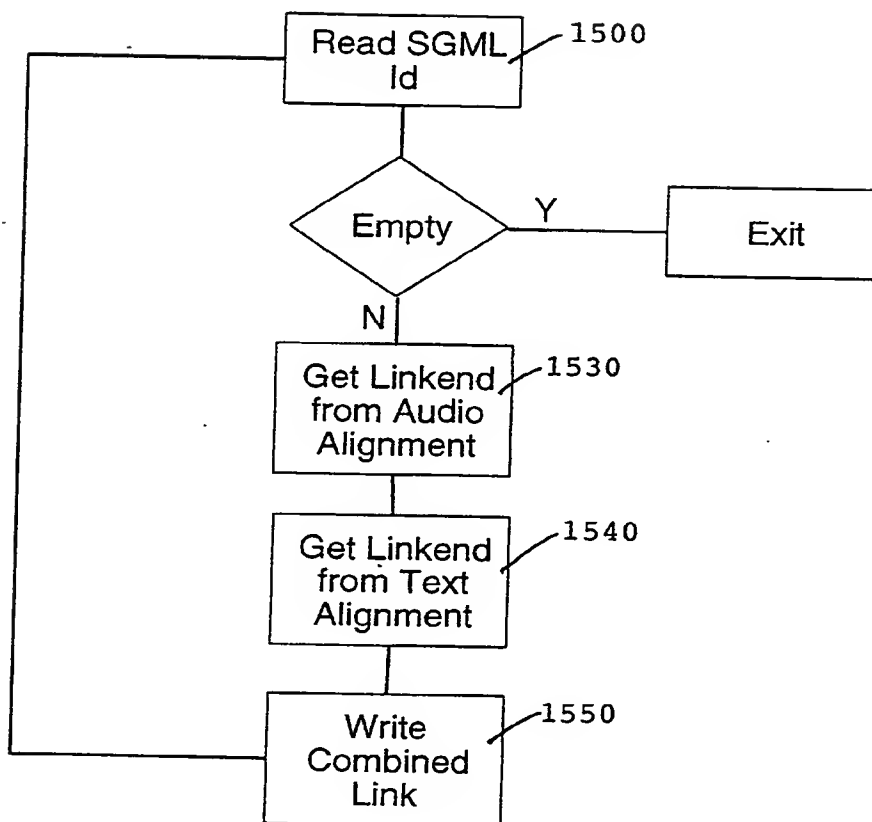 Read SGML
Id
1500
Empty
Y
Exit
N
Get Linkend
from Audio
Alignment
1530
Get Linkend
from Text
Alignment
1540
Write
Combined
Link
1550